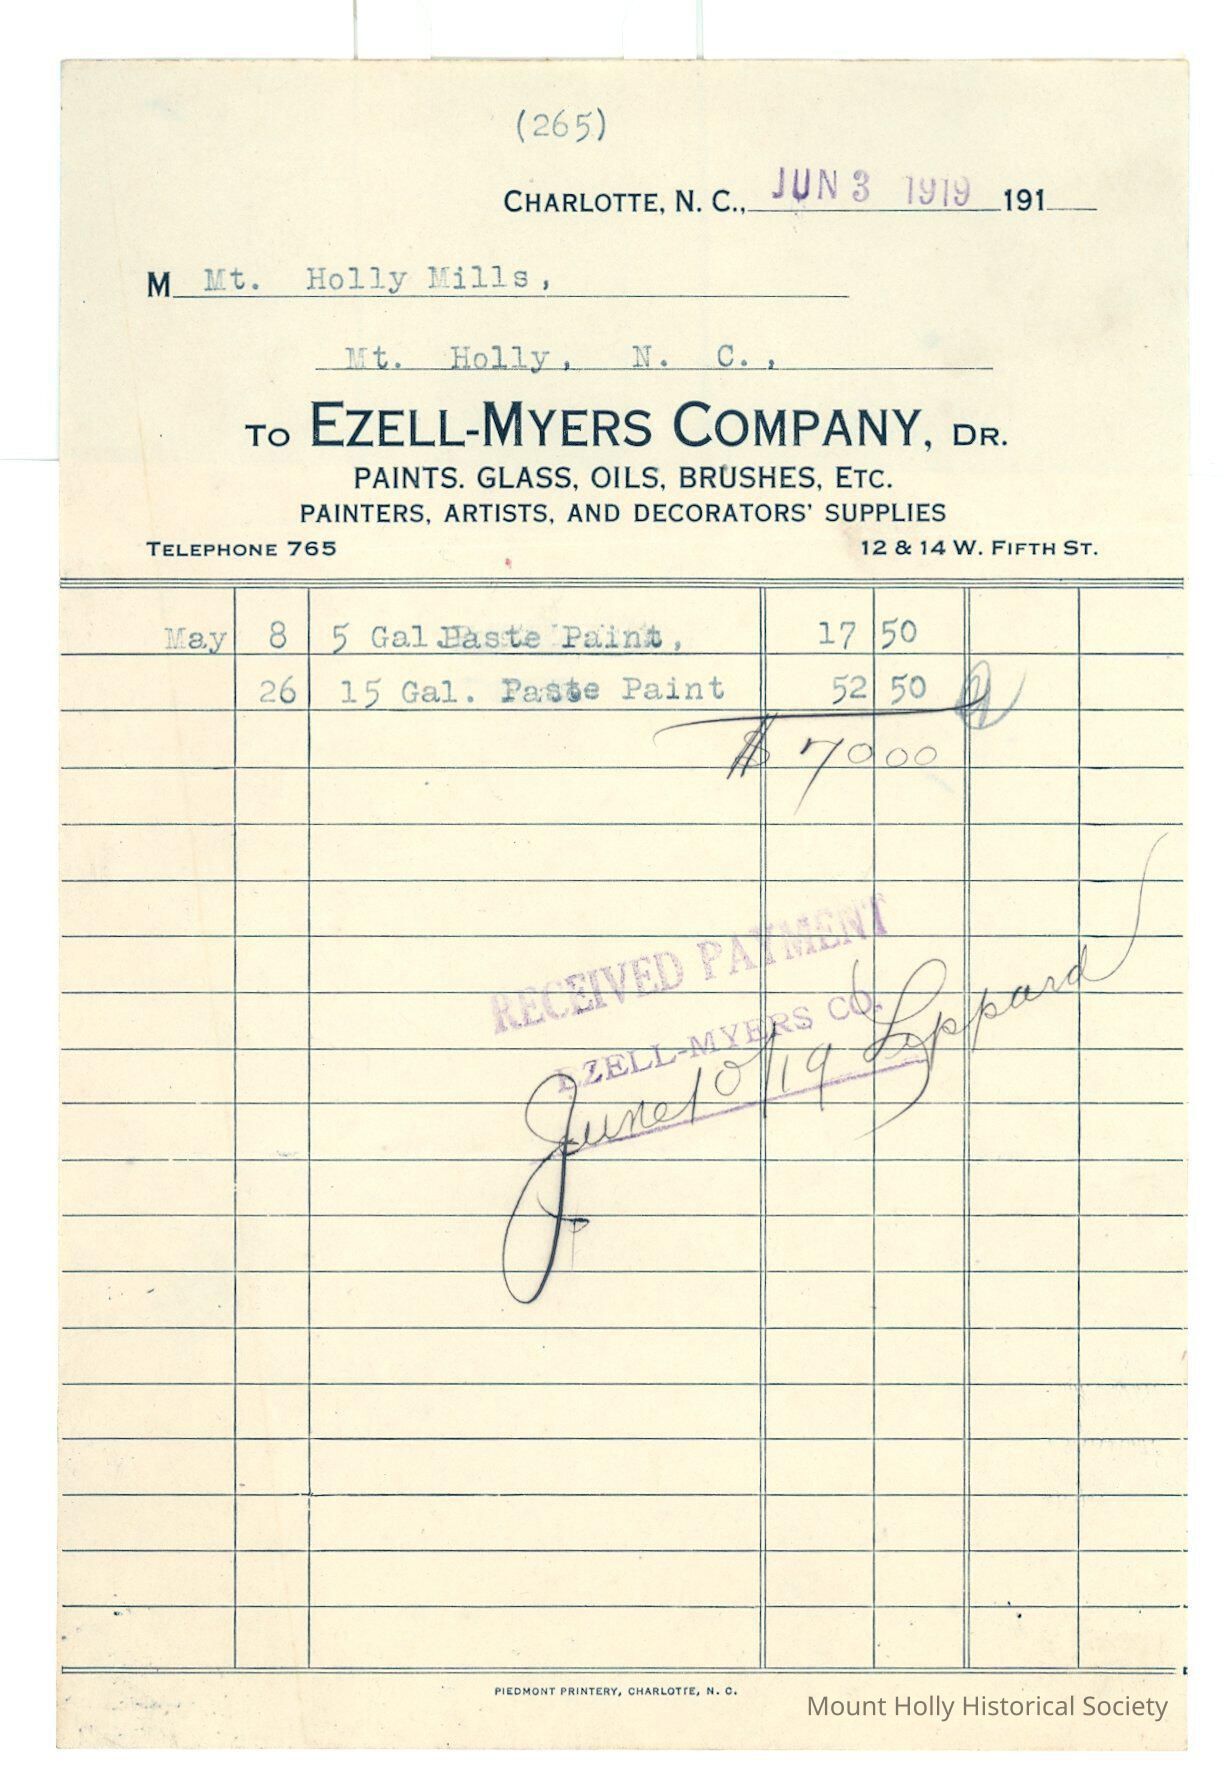 (265)
CHARLOTTE, N. C., JUN 3 1919 191
M Mt. Holly Mills,
Mt. Holly, N. C.,
TO EZELL-MYERS COMPANY, DR.
PAINTS. GLASS, OILS, BRUSHES, ETC.
PAINTERS, ARTISTS, AND DECORATORS' SUPPLIES
TELEPHONE 765 12 & 14 W. FIFTH ST.
May 8 5 Gal Paste Paint, 17 50
26 15 Gal. Paste Paint 52 50
$ 70 00
RECEIVED PAYMENT
EZELL-MYERS CO.
June 10/19 Lippard
PIEDMONT PRINTERY, CHARLOTTE, N. C.
Mount Holly Historical Society